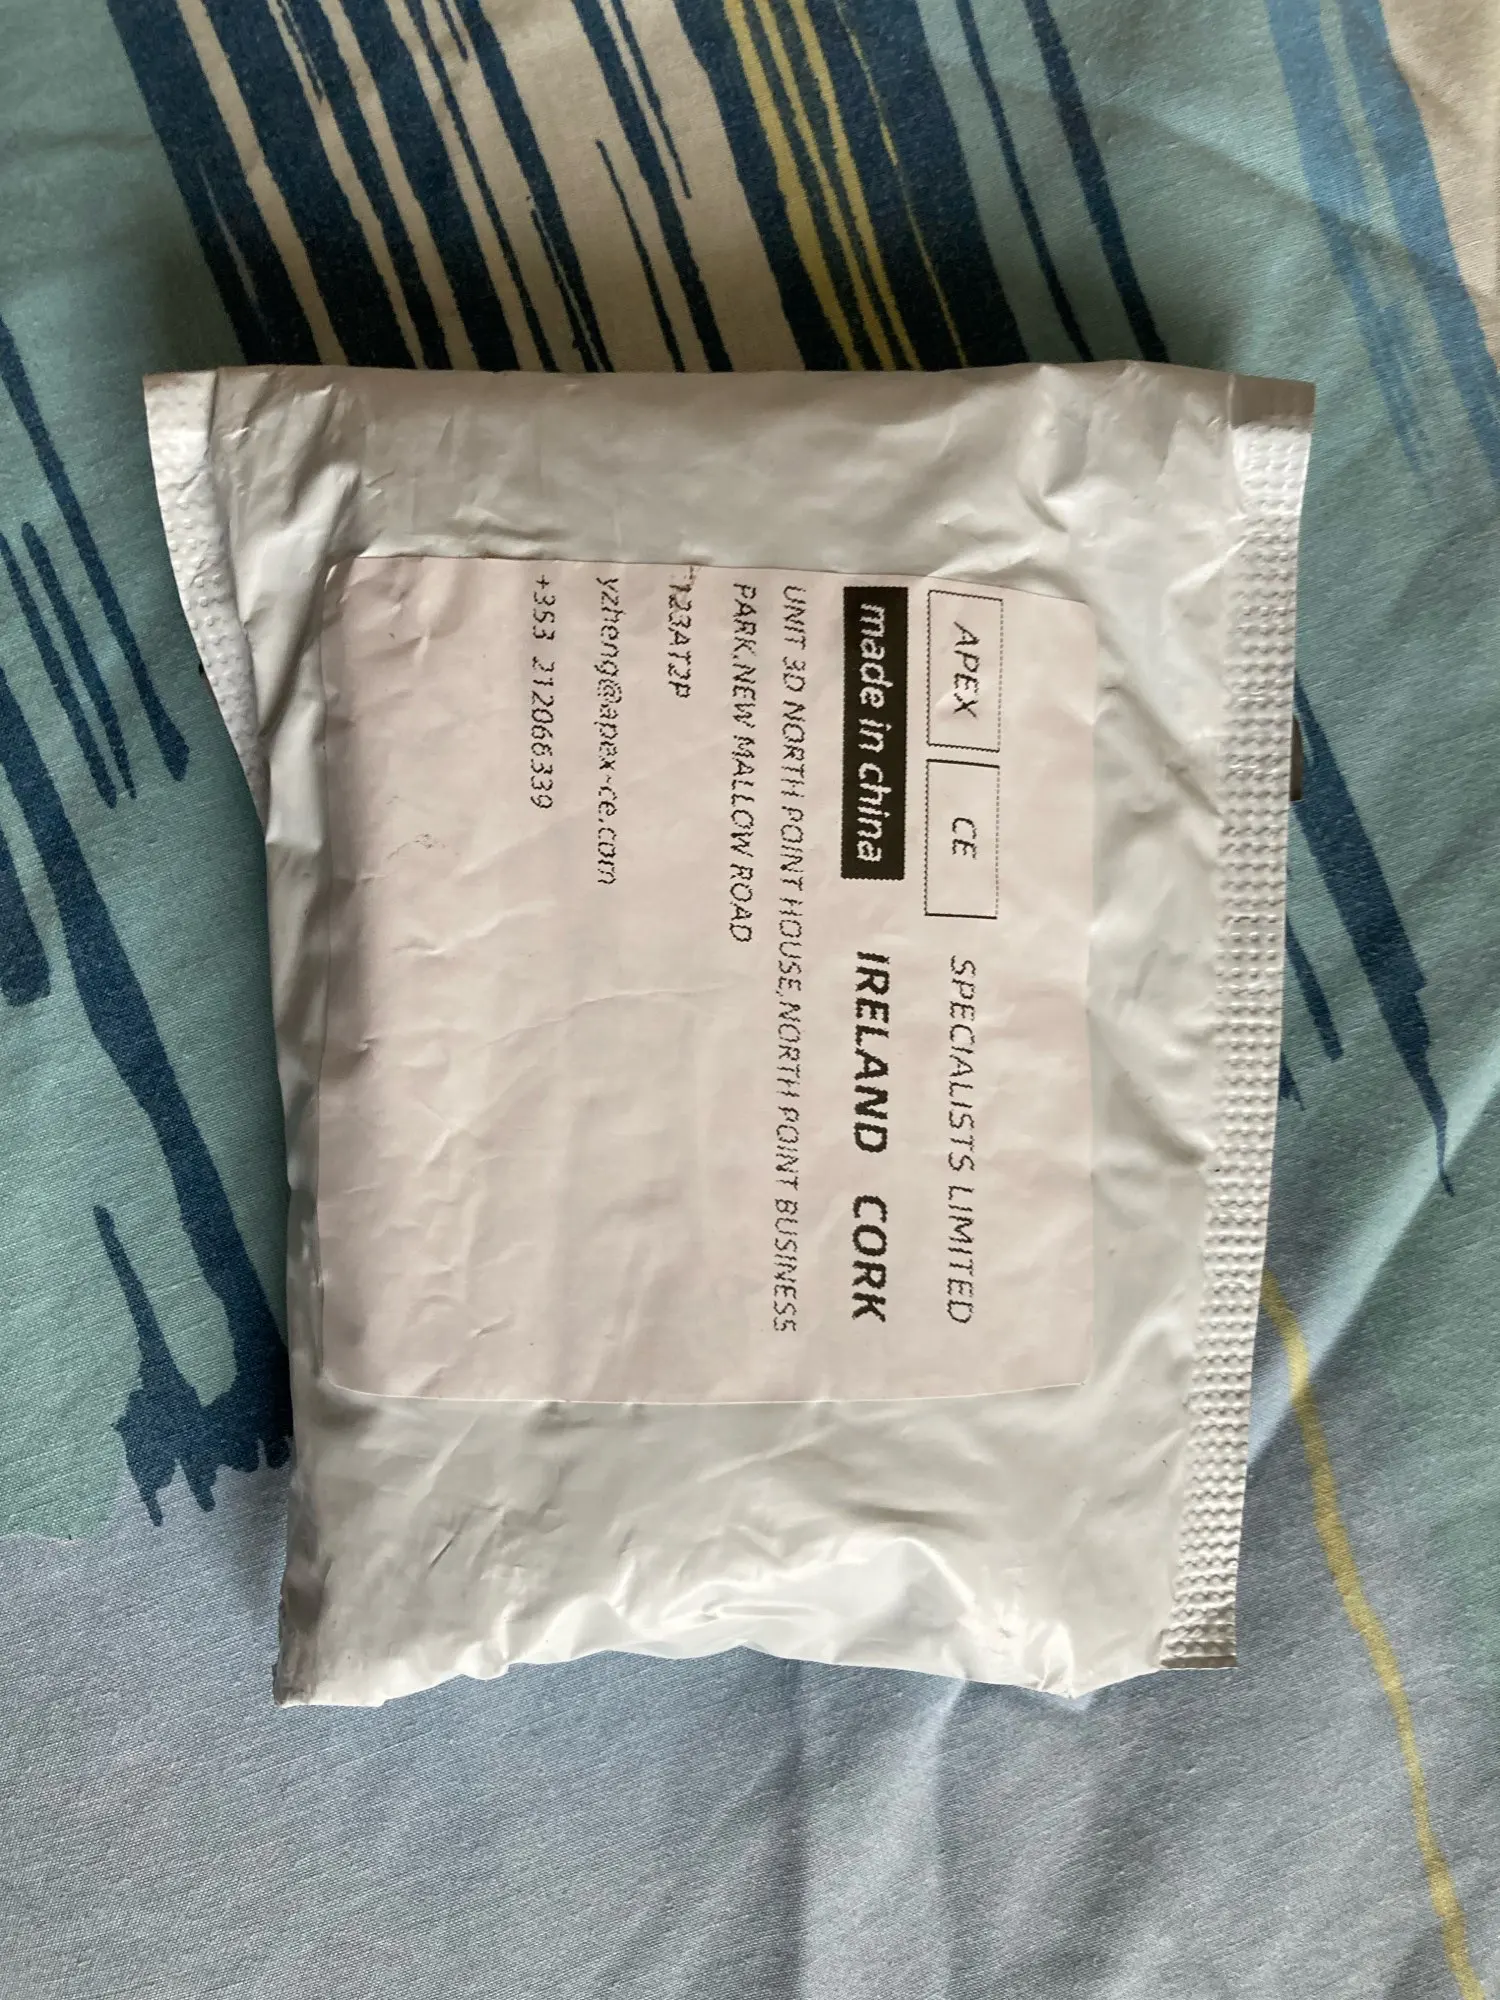 APEX CE SPECIALISTS LIMITED
made in china IRELAND CORK
UNIT 3D NORTH POINT HOUSE,NORTH POINT BUSINESS
PARK,NEW MALLOW ROAD
T123AT2P
yzheng@apex-ce.com
+353 212066339